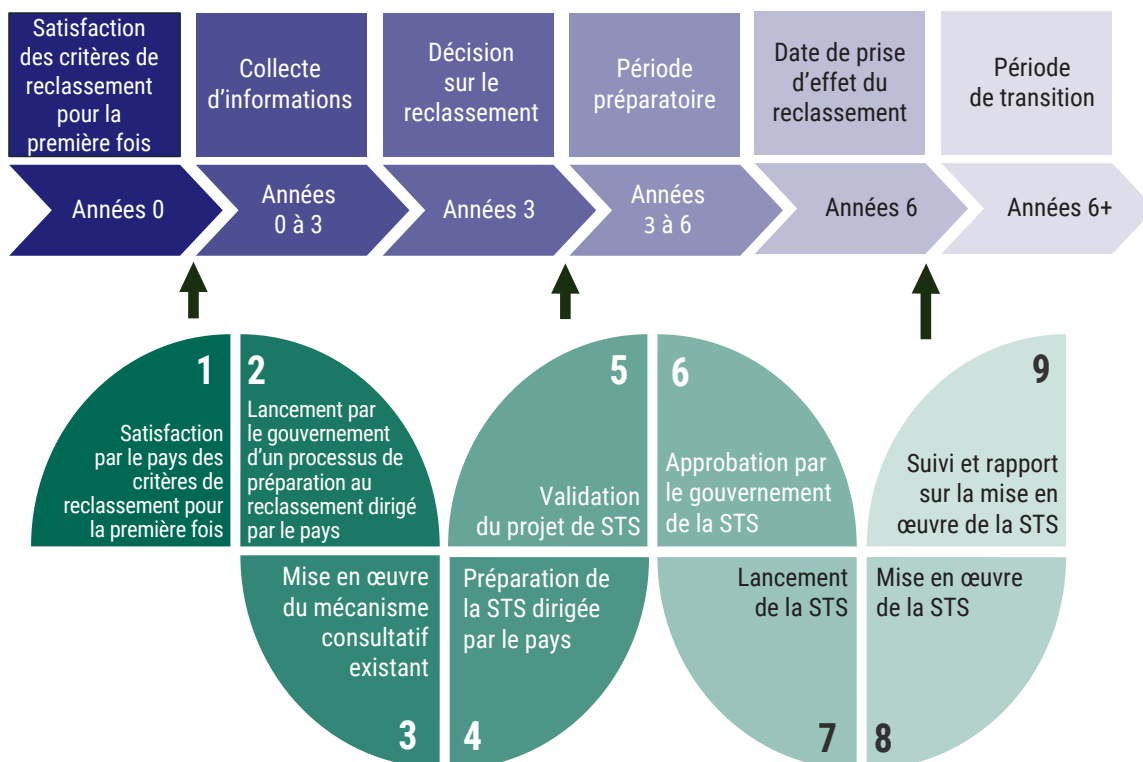 Satisfaction
des critères de
reclassement
pour la
première fois
Collecte
d'informations
Décision
sur le
reclassement
Période
préparatoire
Date de prise
d'effet du
reclassement
Période
de transition
Années 0
Années
0 à 3
Années 3
Années
3 à 6
Années 6
Années 6+
1
Satisfaction
par le pays des
critères de
reclassement pour
la première fois
2
Lancement par
le gouvernement
d'un processus de
préparation au
reclassement dirigé
par le pays
Mise en œuvre
du mécanisme
consultatif
existant
3
Préparation de
la STS dirigée
par le pays
4
5
Validation
du projet de STS
6
Approbation par
le gouvernement
de la STS
Lancement
de la STS
7
Mise en œuvre
de la STS
8
9
Suivi et rapport
sur la mise en
œuvre de la STS